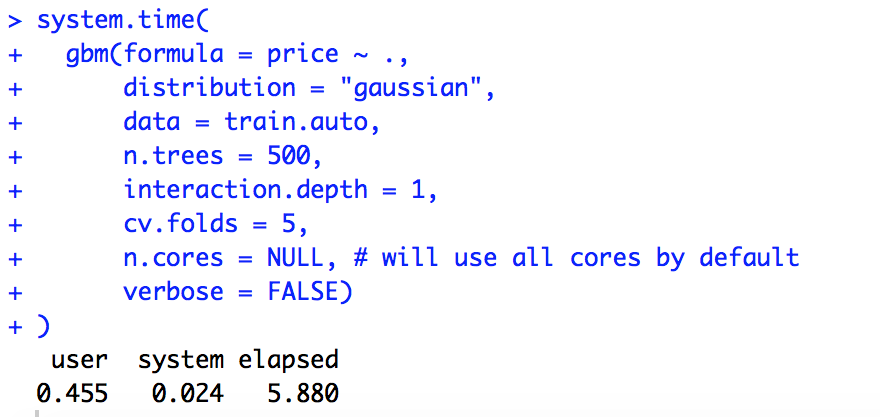 > system.time(
+   gbm(formula = price ~ .,
+       distribution = "gaussian",
+       data = train.auto,
+       n.trees = 500,
+       interaction.depth = 1,
+       cv.folds = 5,
+       n.cores = NULL, # will use all cores by default
+       verbose = FALSE)
+ )
   user  system elapsed
  0.455   0.024   5.880